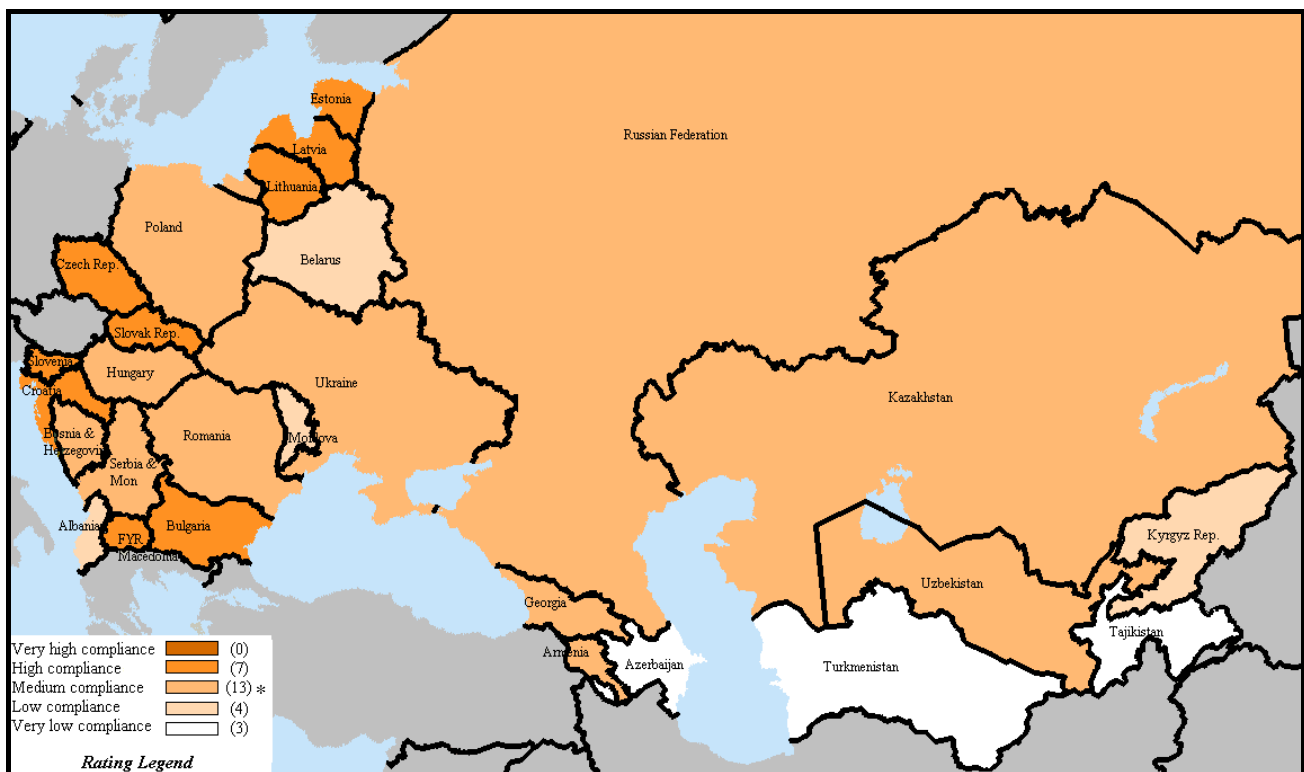 Estonia
Russian Federation
Latvia
Lithuania
Poland
Belarus
Czech Rep.
Slovak Rep.
Slovenia
Hungary
Ukraine
Croatia
Kazakhstan
Bosnia &
Herzegovina
Romania
Moldova
Serbia &
Mon
Albania
FYR
Macedonia
Bulgaria
Kyrgyz Rep.
Uzbekistan
Georgia
Tajikistan
Armenia
Azerbaijan
Turkmenistan
Very high compliance (0)
High compliance (7)
Medium compliance (13) *
Low compliance (4)
Very low compliance (3)
Rating Legend